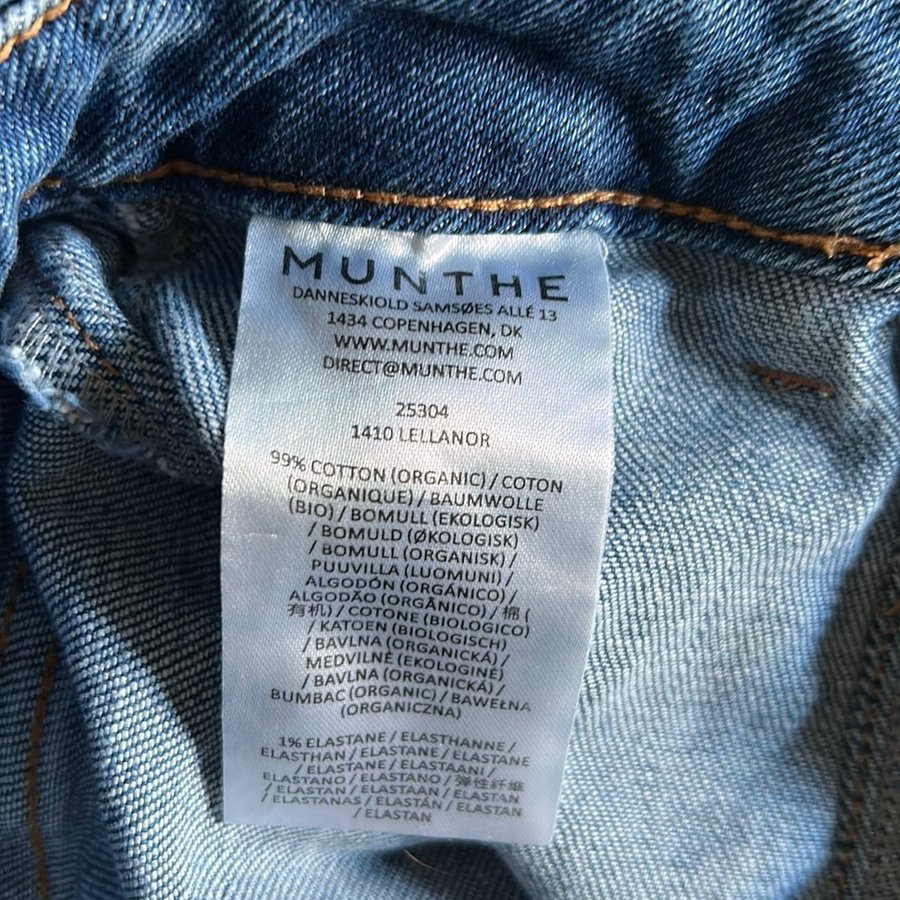 MUNTHE
DANNESKIOLD SAMSØES ALLÉ 13
1434 COPENHAGEN, DK
WWW.MUNTHE.COM
DIRECT@MUNTHE.COM
25304
1410 LELLANOR
99% COTTON (ORGANIC) / COTON
(ORGANIQUE) / BAUMWOLLE
(BIO) / BOMULL (EKOLOGISK)
/ BOMULD (ØKOLOGISK)
/ BOMULL (ORGANISK) /
PUUVILLA (LUOMUNI) /
ALGODÓN (ORGÁNICO) /
ALGODÃO (ORGÂNICO) / 棉 (
有机) / COTONE (BIOLOGICO)
/ KATOEN (BIOLOGISCH)
/ BAVLNA (ORGANICKÁ) /
MEDVILNĖ (EKOLOGINĖ)
/ BAVLNA (ORGANICKÁ) /
BUMBAC (ORGANIC) / BAWEŁNA
(ORGANICZNA)
1% ELASTANE / ELASTHANNE /
ELASTHAN / ELASTANE / ELASTANE
/ ELASTANE / ELASTAANI /
ELASTANO / ELASTANO / 弹性纤维
/ ELASTAN / ELASTAAN / ELASTAN
/ ELASTANAS / ELASTÁN / ELASTAN
/ ELASTAN